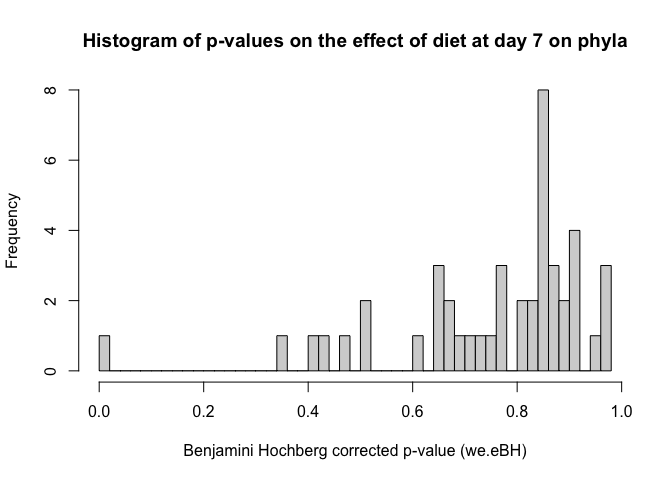 Histogram of p-values on the effect of diet at day 7 on phyla
8
6
4
2
0
Frequency
0.0 0.2 0.4 0.6 0.8 1.0
Benjamini Hochberg corrected p-value (we.eBH)